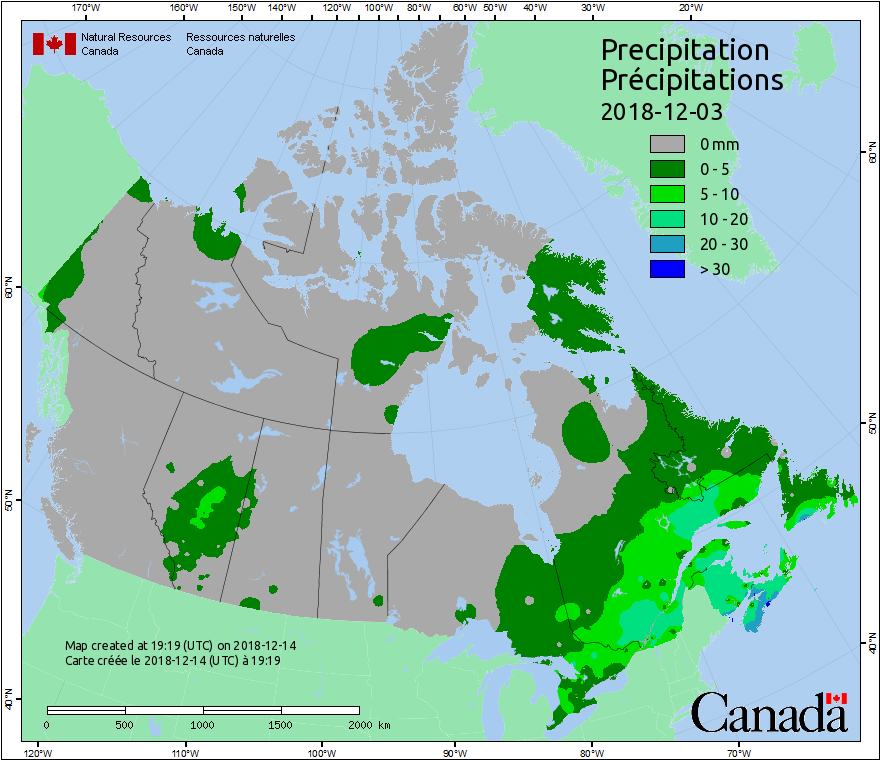 170°W 160°W 150°W 140°W 120°W 100°W 80°W 60°W 50°W 40°W 30°W 20°W
Natural Resources Ressources naturelles
Canada Canada
Precipitation
Précipitations
2018-12-03
0 mm
0 - 5
5 - 10
10 - 20
20 - 30
> 30
60°N
60°N
50°N
50°N
40°N
40°N
Map created at 19:19 (UTC) on 2018-12-14
Carte créée le 2018-12-14 (UTC) à 19:19
0 500 1000 1500 2000 km
Canada
120°W 110°W 100°W 90°W 80°W 70°W